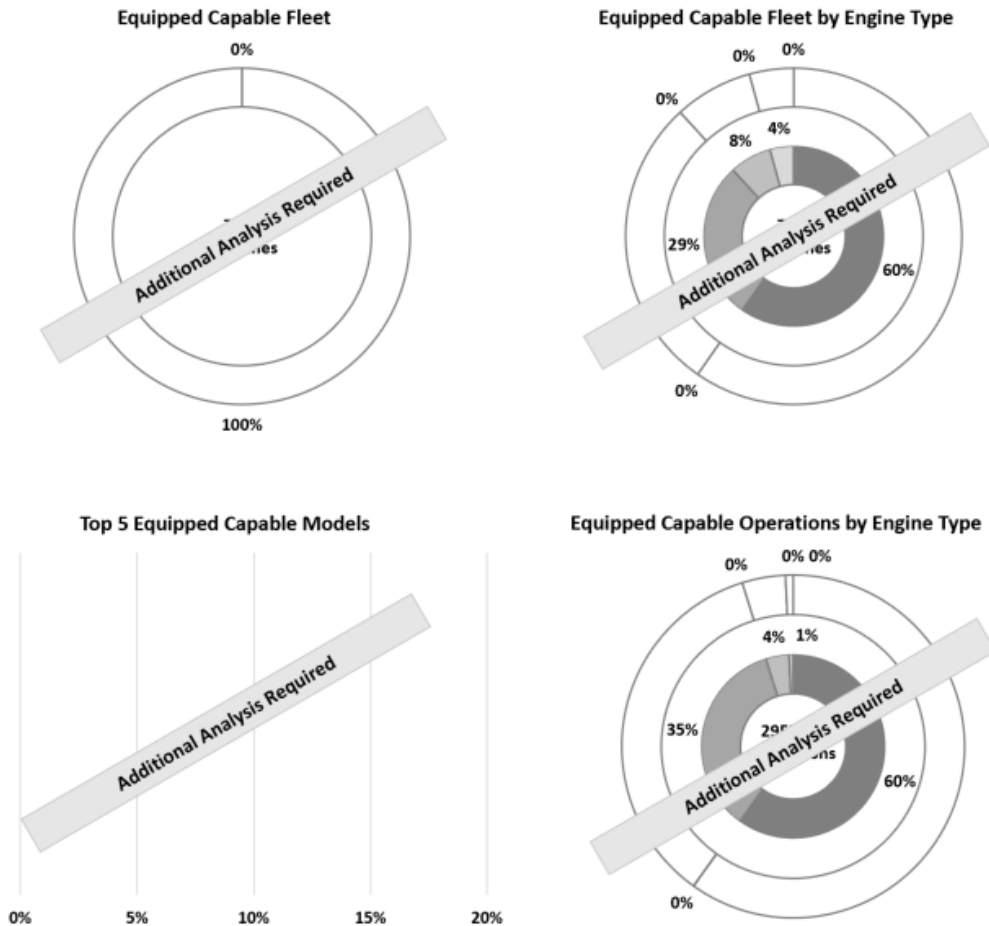 Equipped Capable Fleet
0%
Additional Analysis Required
100%
Equipped Capable Fleet by Engine Type
0%
0%
0%
8%
4%
29%
Additional Analysis Required
60%
0%
Top 5 Equipped Capable Models
Additional Analysis Required
0%
5%
10%
15%
20%
Equipped Capable Operations by Engine Type
0%
0% 0%
4%
1%
35%
Additional Analysis Required
60%
0%